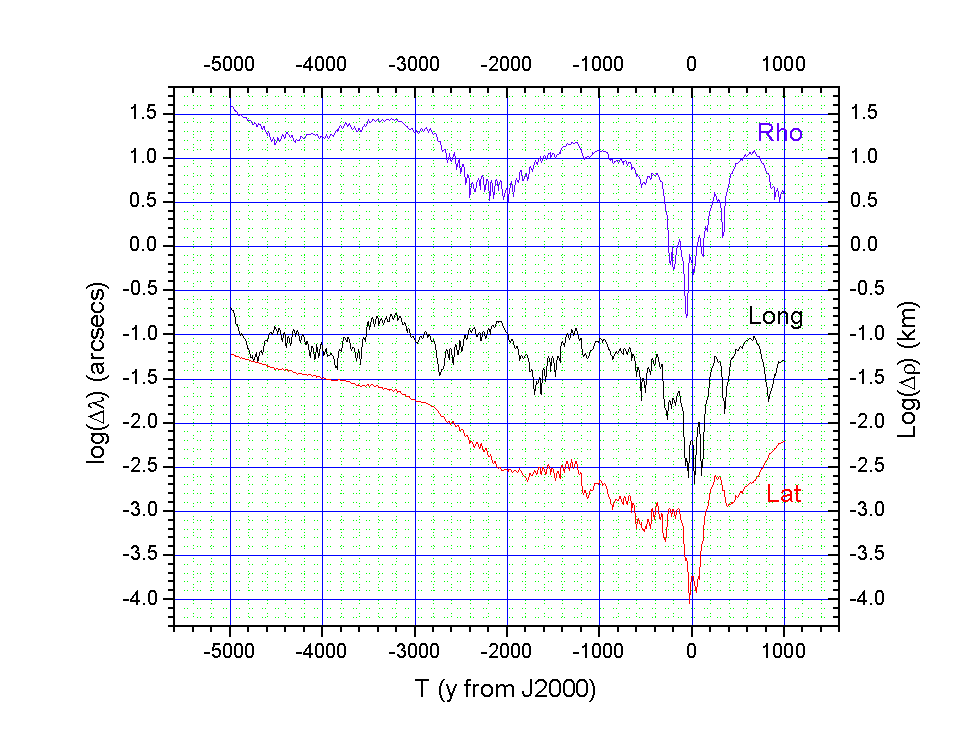 -5000 -4000 -3000 -2000 -1000 0 1000
1.5 1.5
Rho
1.0 1.0
0.5 0.5
0.0 0.0
-0.5 -0.5
Long
-1.0 -1.0
-1.5 -1.5
-2.0 -2.0
-2.5 -2.5
Lat
-3.0 -3.0
-3.5 -3.5
-4.0 -4.0
log(Δλ) (arcsecs)
Log(Δρ) (km)
-5000 -4000 -3000 -2000 -1000 0 1000
T (y from J2000)